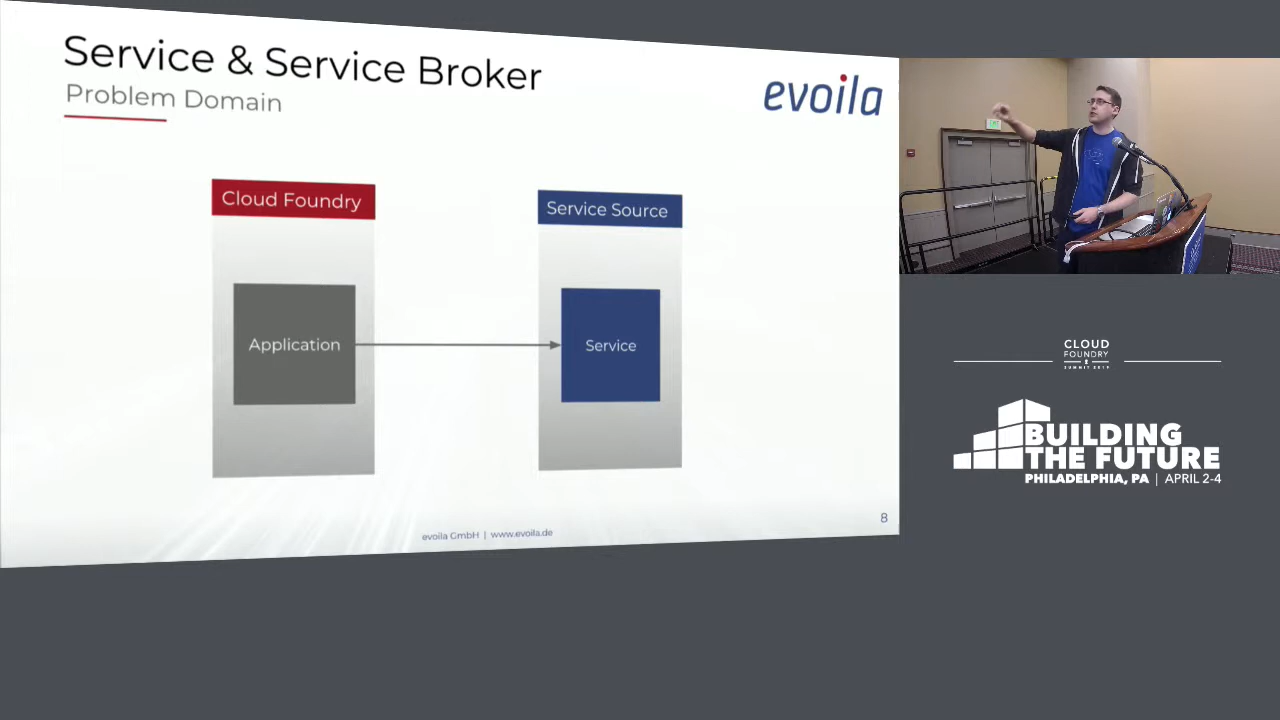 Service & Service Broker
Problem Domain
evoila
Cloud Foundry
Service Source
Application
Service
evoila GmbH | www.evoila.de
8
EXIT
CLOUD
FOUNDRY
SUMMIT 2019
BUILDING
THE FUTURE
PHILADELPHIA, PA | APRIL 2-4